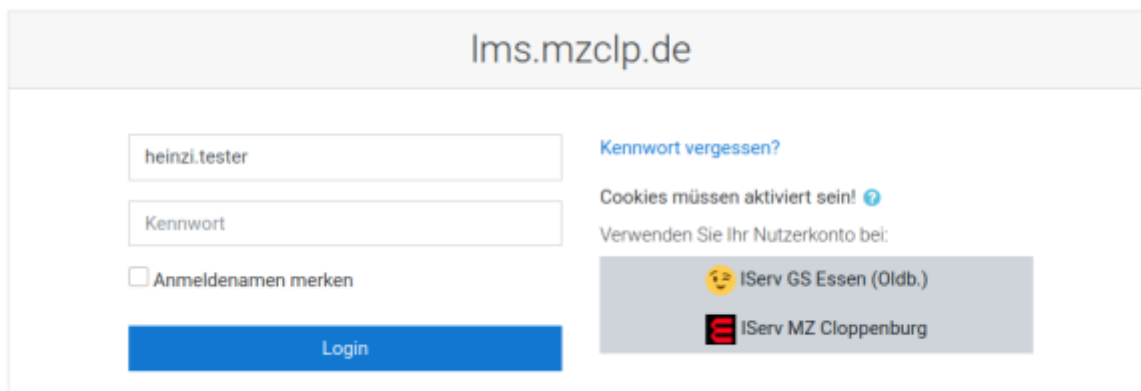 lms.mzclp.de
heinzi.tester
Kennwort
Anmeldenamen merken
Login
Kennwort vergessen?
Cookies müssen aktiviert sein!
Verwenden Sie Ihr Nutzerkonto bei:
IServ GS Essen (Oldb.)
IServ MZ Cloppenburg